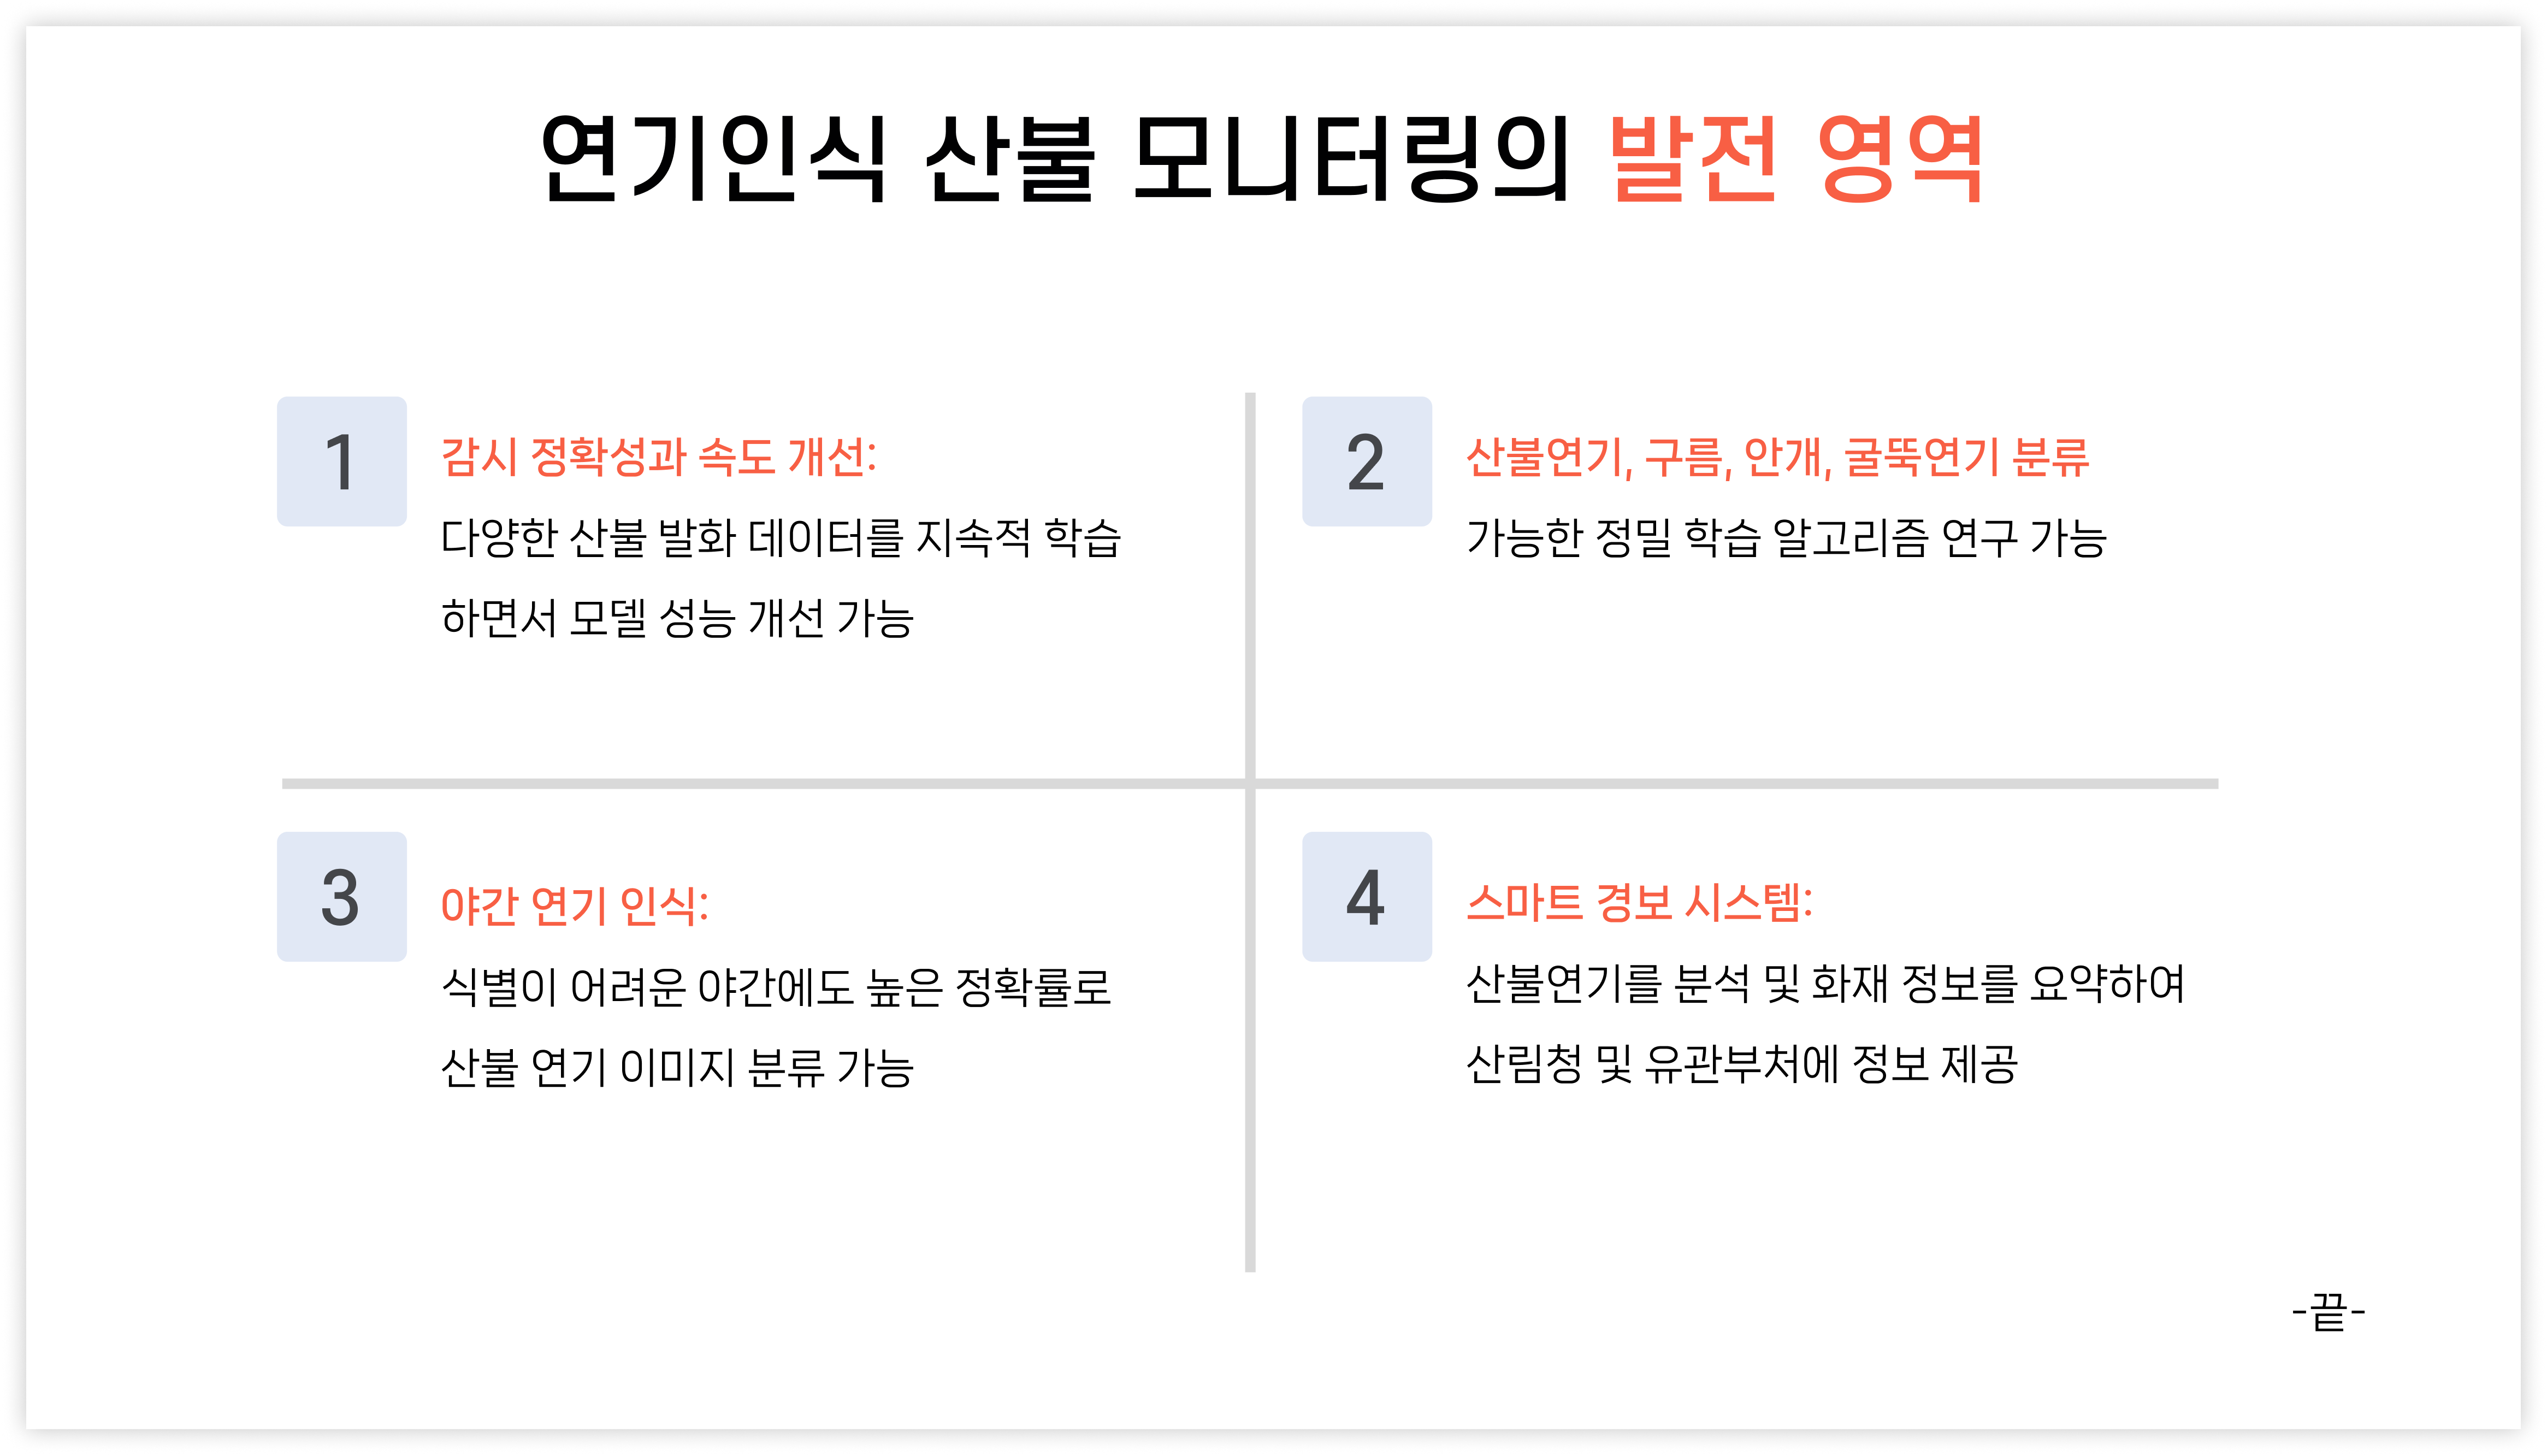 연기인식 산불 모니터링의 발전 영역
1
감시 정확성과 속도 개선:
다양한 산불 발화 데이터를 지속적 학습
하면서 모델 성능 개선 가능
2
산불연기, 구름, 안개, 굴뚝연기 분류
가능한 정밀 학습 알고리즘 연구 가능
3
야간 연기 인식:
식별이 어려운 야간에도 높은 정확률로
산불 연기 이미지 분류 가능
4
스마트 경보 시스템:
산불연기를 분석 및 화재 정보를 요약하여
산림청 및 유관부처에 정보 제공
-끝-